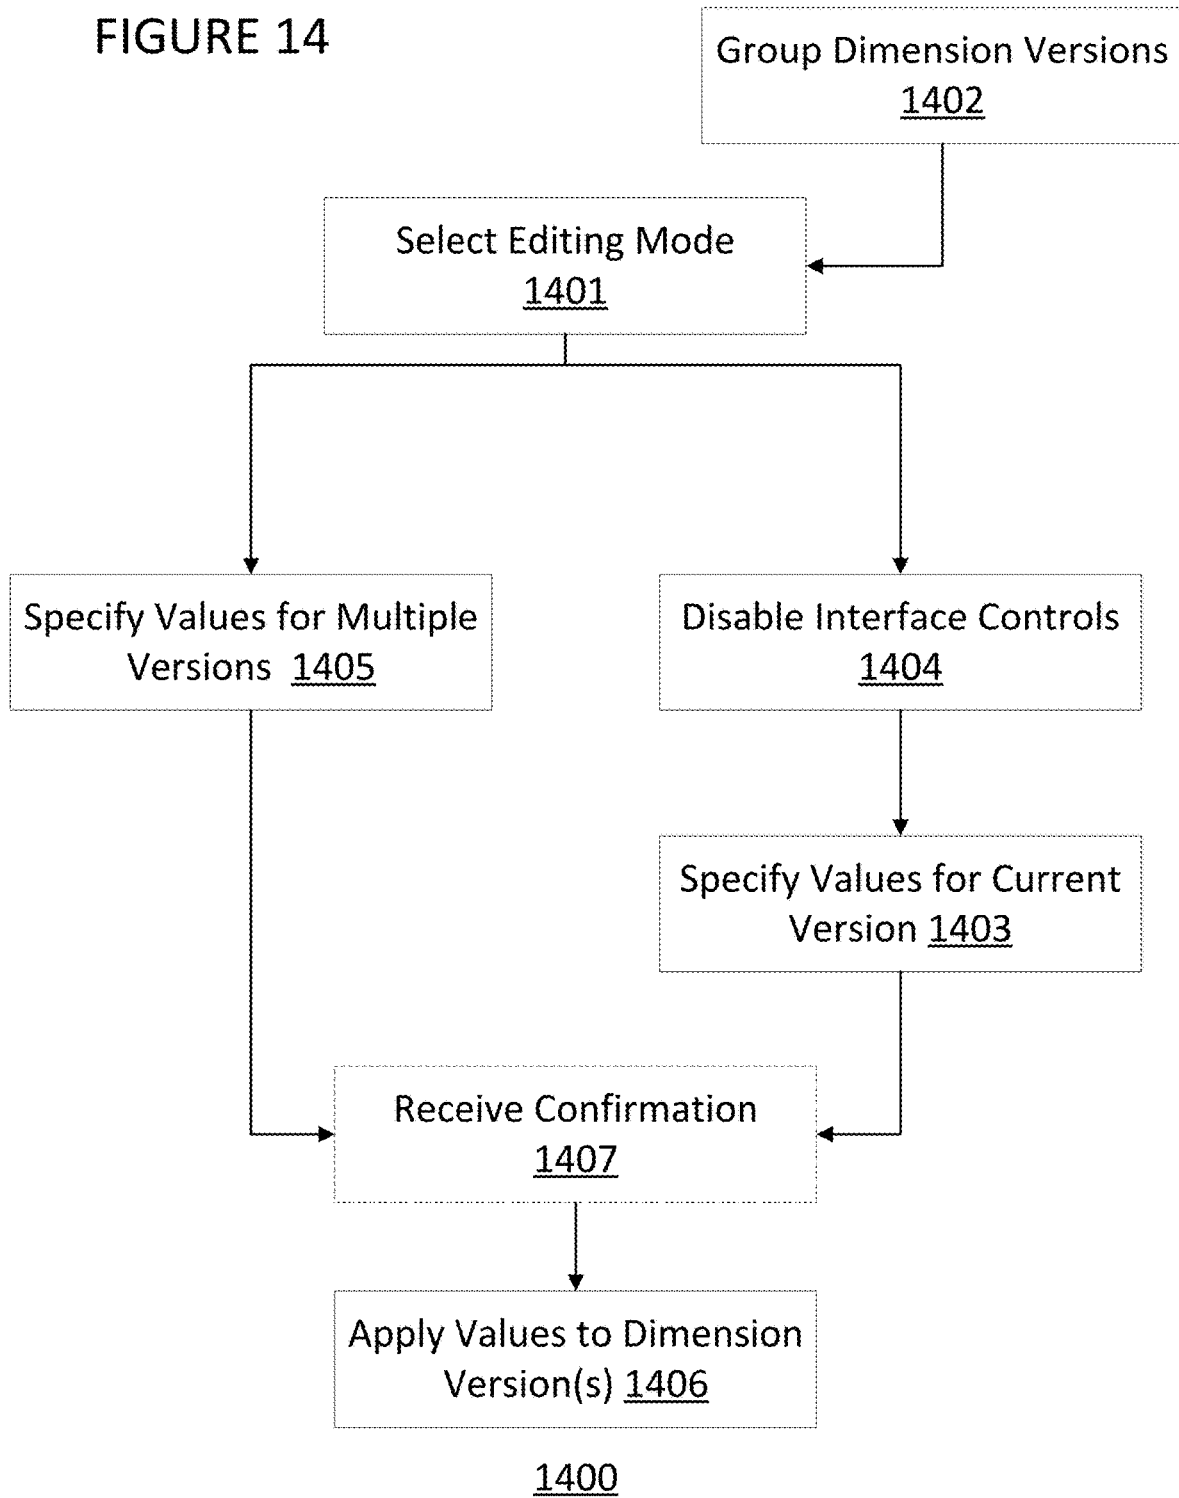 FIGURE 14
Group Dimension Versions
1402
Select Editing Mode
1401
Specify Values for Multiple
Versions 1405
Disable Interface Controls
1404
Specify Values for Current
Version 1403
Receive Confirmation
1407
Apply Values to Dimension
Version(s) 1406
1400